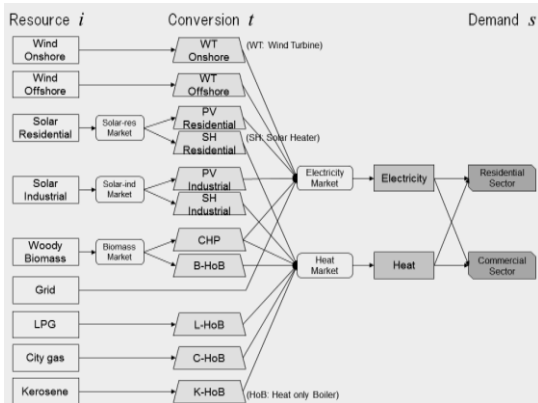 Resource i
Conversion t
Demand s
Wind
Onshore
WT
Onshore
(WT: Wind Turbine)
Wind
Offshore
WT
Offshore
Solar
Residential
Solar-res
Market
PV
Residential
SH
Residential
(SH: Solar Heater)
Solar
Industrial
Solar-ind
Market
PV
Industrial
SH
Industrial
Electricity
Market
Electricity
Residential
Sector
Woody
Biomass
Biomass
Market
CHP
B-HoB
Heat
Market
Heat
Commercial
Sector
Grid
LPG
L-HoB
City gas
C-HoB
Kerosene
K-HoB
(HoB: Heat only Boiler)